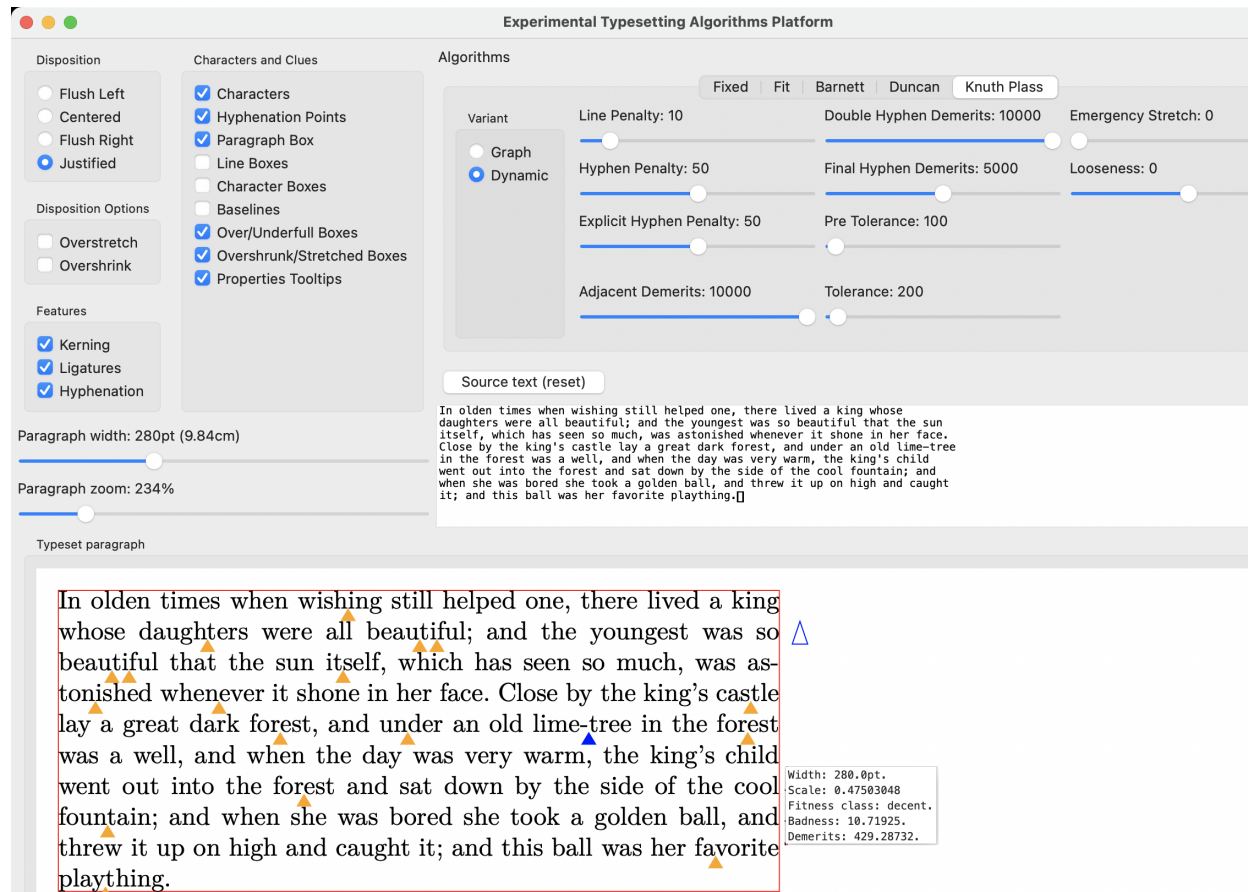 Experimental Typesetting Algorithms Platform
Disposition
Flush Left
Centered
Flush Right
Justified
Disposition Options
Overstretch
Overshrink
Features
Kerning
Ligatures
Hyphenation
Paragraph width: 280pt (9.84cm)
Paragraph zoom: 234%
Characters and Clues
Characters
Hyphenation Points
Paragraph Box
Line Boxes
Character Boxes
Baselines
Over/Underfull Boxes
Overshrunk/Stretched Boxes
Properties Tooltips
Algorithms
Fixed Fit Barnett Duncan Knuth Plass
Variant
Graph
Dynamic
Line Penalty: 10
Hyphen Penalty: 50
Explicit Hyphen Penalty: 50
Adjacent Demerits: 10000
Double Hyphen Demerits: 10000
Final Hyphen Demerits: 5000
Pre Tolerance: 100
Tolerance: 200
Emergency Stretch: 0
Looseness: 0
Source text (reset)
In olden times when wishing still helped one, there lived a king whose
daughters were all beautiful; and the youngest was so beautiful that the sun
itself, which has seen so much, was astonished whenever it shone in her face.
Close by the king's castle lay a great dark forest, and under an old lime-tree
in the forest was a well, and when the day was very warm, the king's child
went out into the forest and sat down by the side of the cool fountain; and
when she was bored she took a golden ball, and threw it up on high and caught
it; and this ball was her favorite plaything.
Typeset paragraph
In olden times when wishing still helped one, there lived a king
whose daughters were all beautiful; and the youngest was so
beautiful that the sun itself, which has seen so much, was as-
tonished whenever it shone in her face. Close by the king’s castle
lay a great dark forest, and under an old lime-tree in the forest
was a well, and when the day was very warm, the king’s child
went out into the forest and sat down by the side of the cool
fountain; and when she was bored she took a golden ball, and
threw it up on high and caught it; and this ball was her favorite
plaything.
Width: 280.0pt.
Scale: 0.47503048
Fitness class: decent.
Badness: 10.71925.
Demerits: 429.28732.